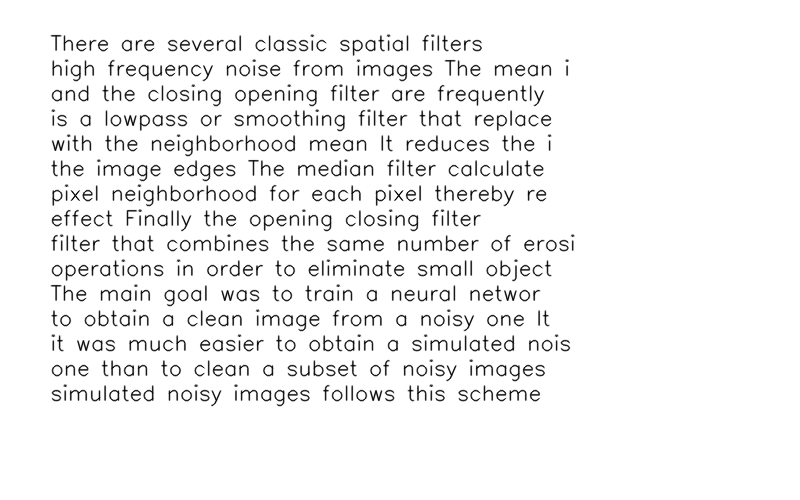 There are several classic spatial filters
high frequency noise from images The mean i
and the closing opening filter are frequently
is a lowpass or smoothing filter that replace
with the neighborhood mean It reduces the i
the image edges The median filter calculate
pixel neighborhood for each pixel thereby re
effect Finally the opening closing filter
filter that combines the same number of erosi
operations in order to eliminate small object
The main goal was to train a neural networ
to obtain a clean image from a noisy one It
it was much easier to obtain a simulated nois
one than to clean a subset of noisy images
simulated noisy images follows this scheme